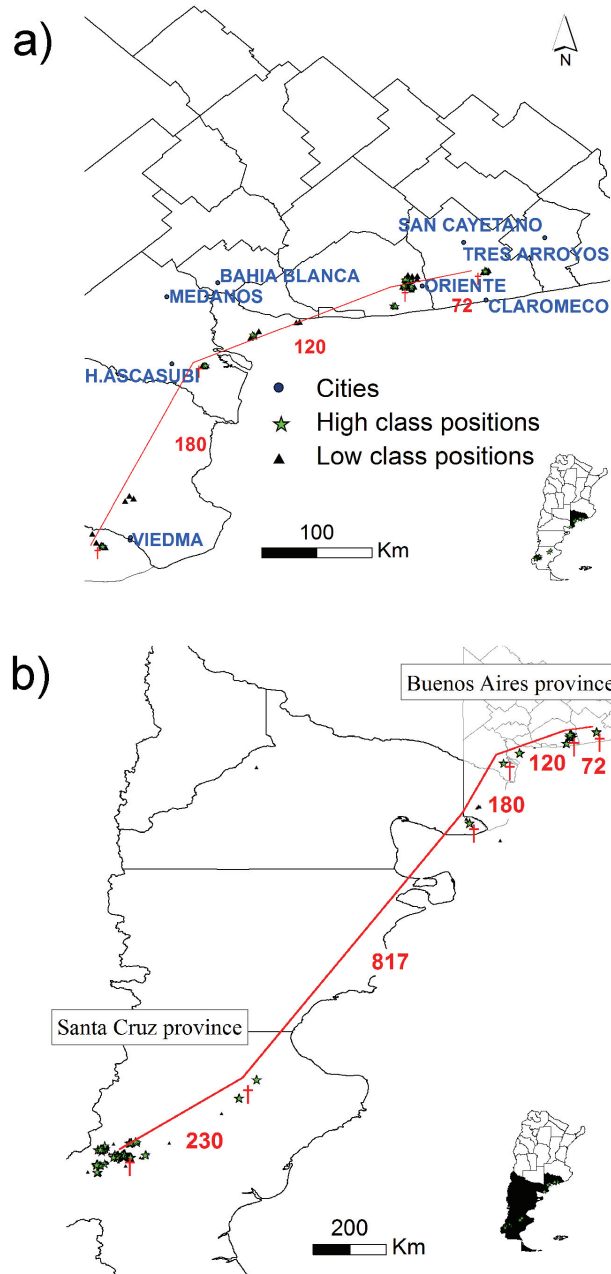 a)
N
SAN CAYETANO
TRES ARROYOS
BAHIA BLANCA
ORIENTE
MEDANOS
72
CLAROMECO
120
H.ASCASUBI
Cities
High class positions
180
Low class positions
VIEDMA
100
Km
b)
Buenos Aires province
120
72
180
817
Santa Cruz province
230
200
Km